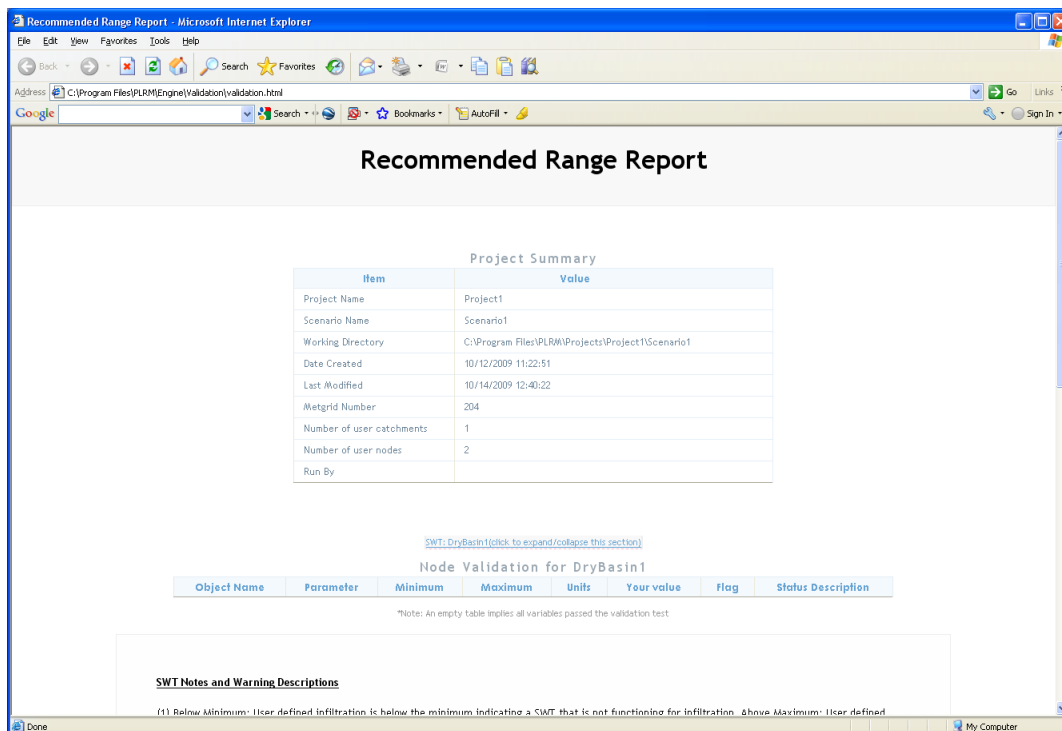 Recommended Range Report - Microsoft Internet Explorer
File Edit View Favorites Tools Help
Back Search Favorites
Address C:\Program Files\PLRM\Engine\Validation\validation.html Go Links
Google Search Bookmarks AutoFill Sign In
Recommended Range Report
Project Summary
Item Value
Project Name Project1
Scenario Name Scenario1
Working Directory C:\Program Files\PLRM\Projects\Project1\Scenario1
Date Created 10/12/2009 11:22:51
Last Modified 10/14/2009 12:40:22
Metgrid Number 204
Number of user catchments 1
Number of user nodes 2
Run By
SWT: DryBasin1(click to expand/collapse this section)
Node Validation for DryBasin1
Object Name Parameter Minimum Maximum Units Your value Flag Status Description
*Note: An empty table implies all variables passed the validation test
SWT Notes and Warning Descriptions
(1) Below Minimum: User defined infiltration is below the minimum indicating a SWT that is not functioning for infiltration. Above Maximum: User defined
Done My Computer